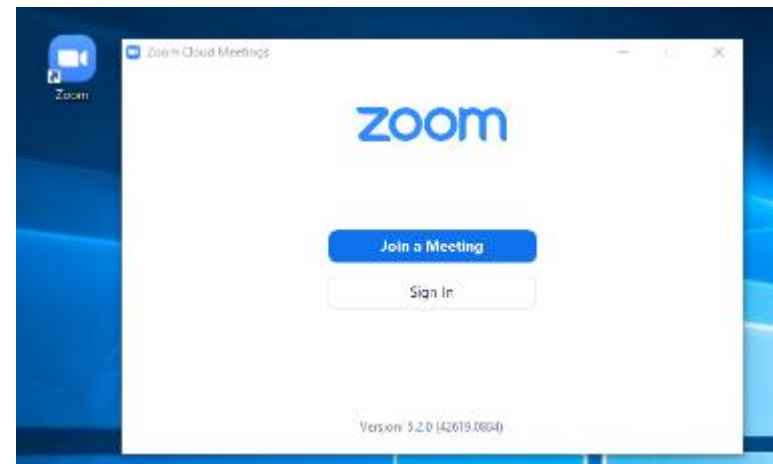 Zoom
Zoom Cloud Meetings
zoom
Join a Meeting
Sign In
Version: 5.2.0 (42619.0804)